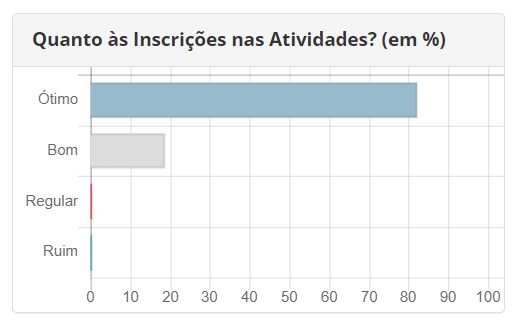 Quanto às Inscrições nas Atividades? (em %)
Ótimo
Bom
Regular
Ruim
0 10 20 30 40 50 60 70 80 90 100